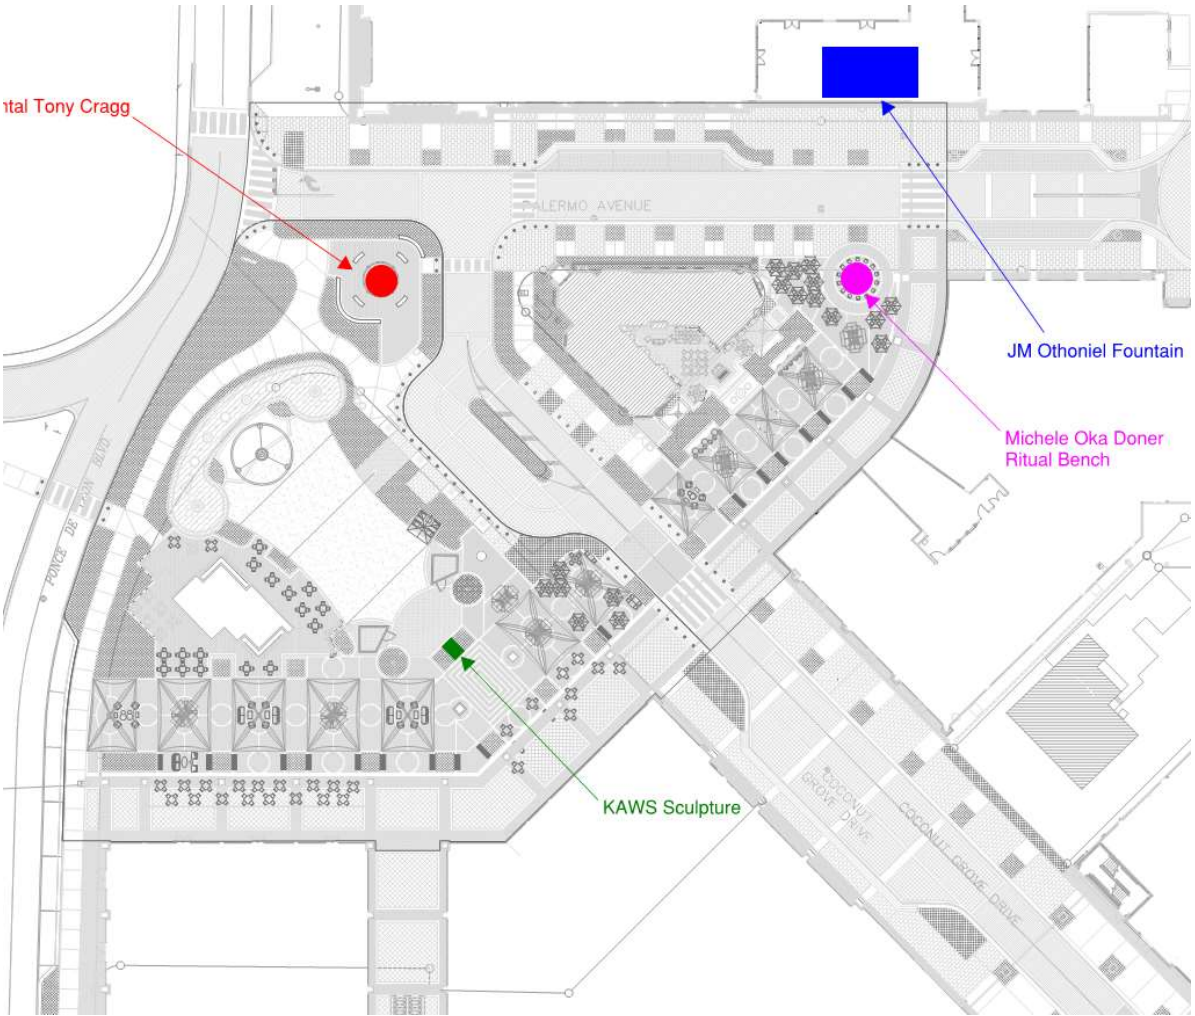 ntal Tony Cragg
PALERMO AVENUE
JM Othoniel Fountain
Michele Oka Doner
Ritual Bench
PONCE DE LEON BLVD.
KAWS Sculpture
COCONUT
GROVE DRIVE
COCONUT GROVE DRIVE